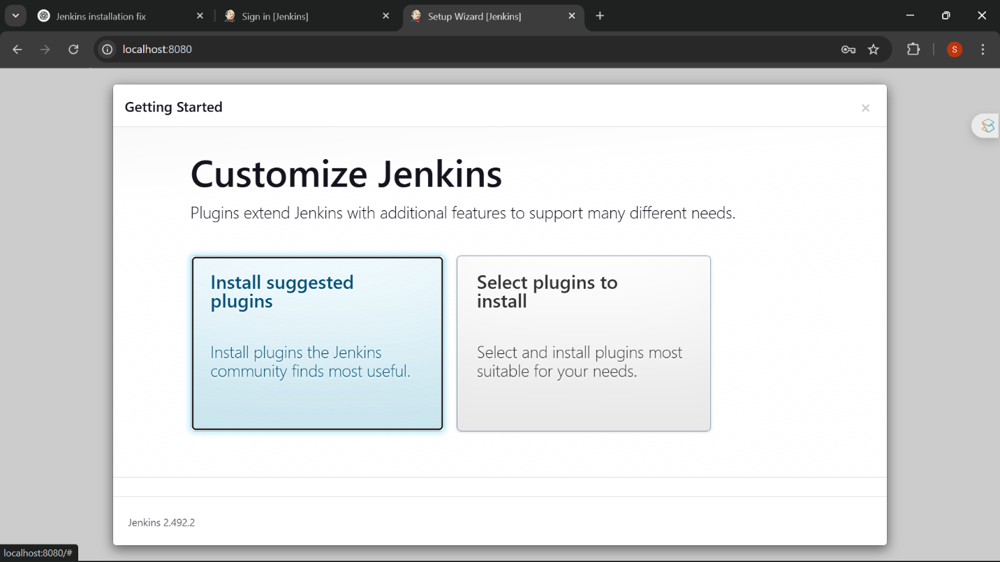 Jenkins installation fix
Sign in [Jenkins]
Setup Wizard [Jenkins]
localhost:8080
S
Getting Started
Customize Jenkins
Plugins extend Jenkins with additional features to support many different needs.
Install suggested
plugins
Install plugins the Jenkins
community finds most useful.
Select plugins to
install
Select and install plugins most
suitable for your needs.
Jenkins 2.492.2
localhost:8080/#